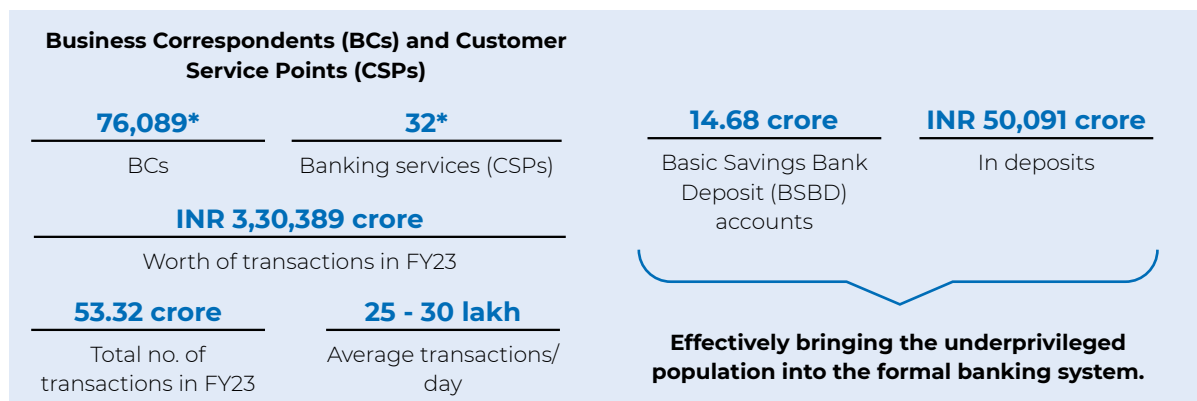 Business Correspondents (BCs) and Customer
Service Points (CSPs)
76,089*
BCs
32*
Banking services (CSPs)
INR 3,30,389 crore
Worth of transactions in FY23
53.32 crore
Total no. of
transactions in FY23
25 - 30 lakh
Average transactions/
day
14.68 crore
Basic Savings Bank
Deposit (BSBD)
accounts
INR 50,091 crore
In deposits
Effectively bringing the underprivileged
population into the formal banking system.